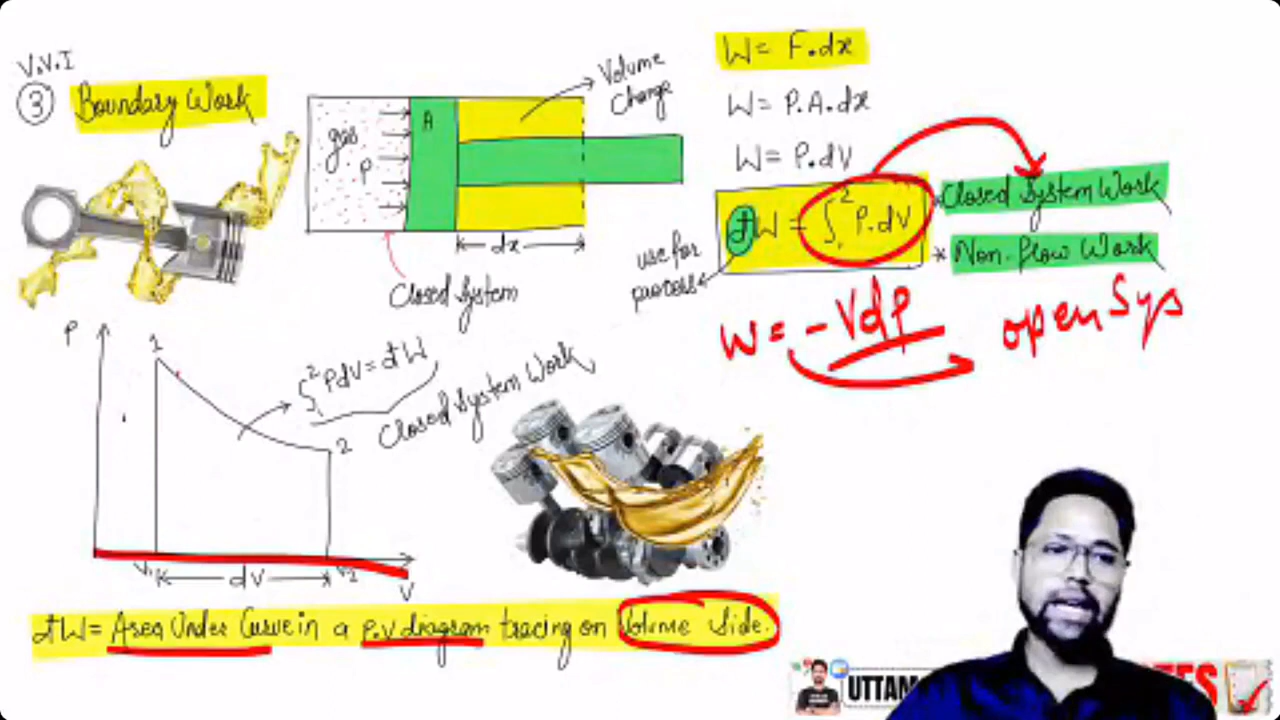 V.V.I
③ Boundary Work
gas
P
A
Volume
Change
dx
Closed System
W = F.dx
W = P.A.dx
W = P.dV
đW = ∫₁² P.dV
use for
process
Closed System Work
* Non-flow Work
W = -Vdp
open Sys
P
1
2
∫₁² PdV = đW
Closed System Work
V₁
dV
V₂
V
đW = Area Under Curve in a P.V diagram tracing on Volume Side.
UTTAM